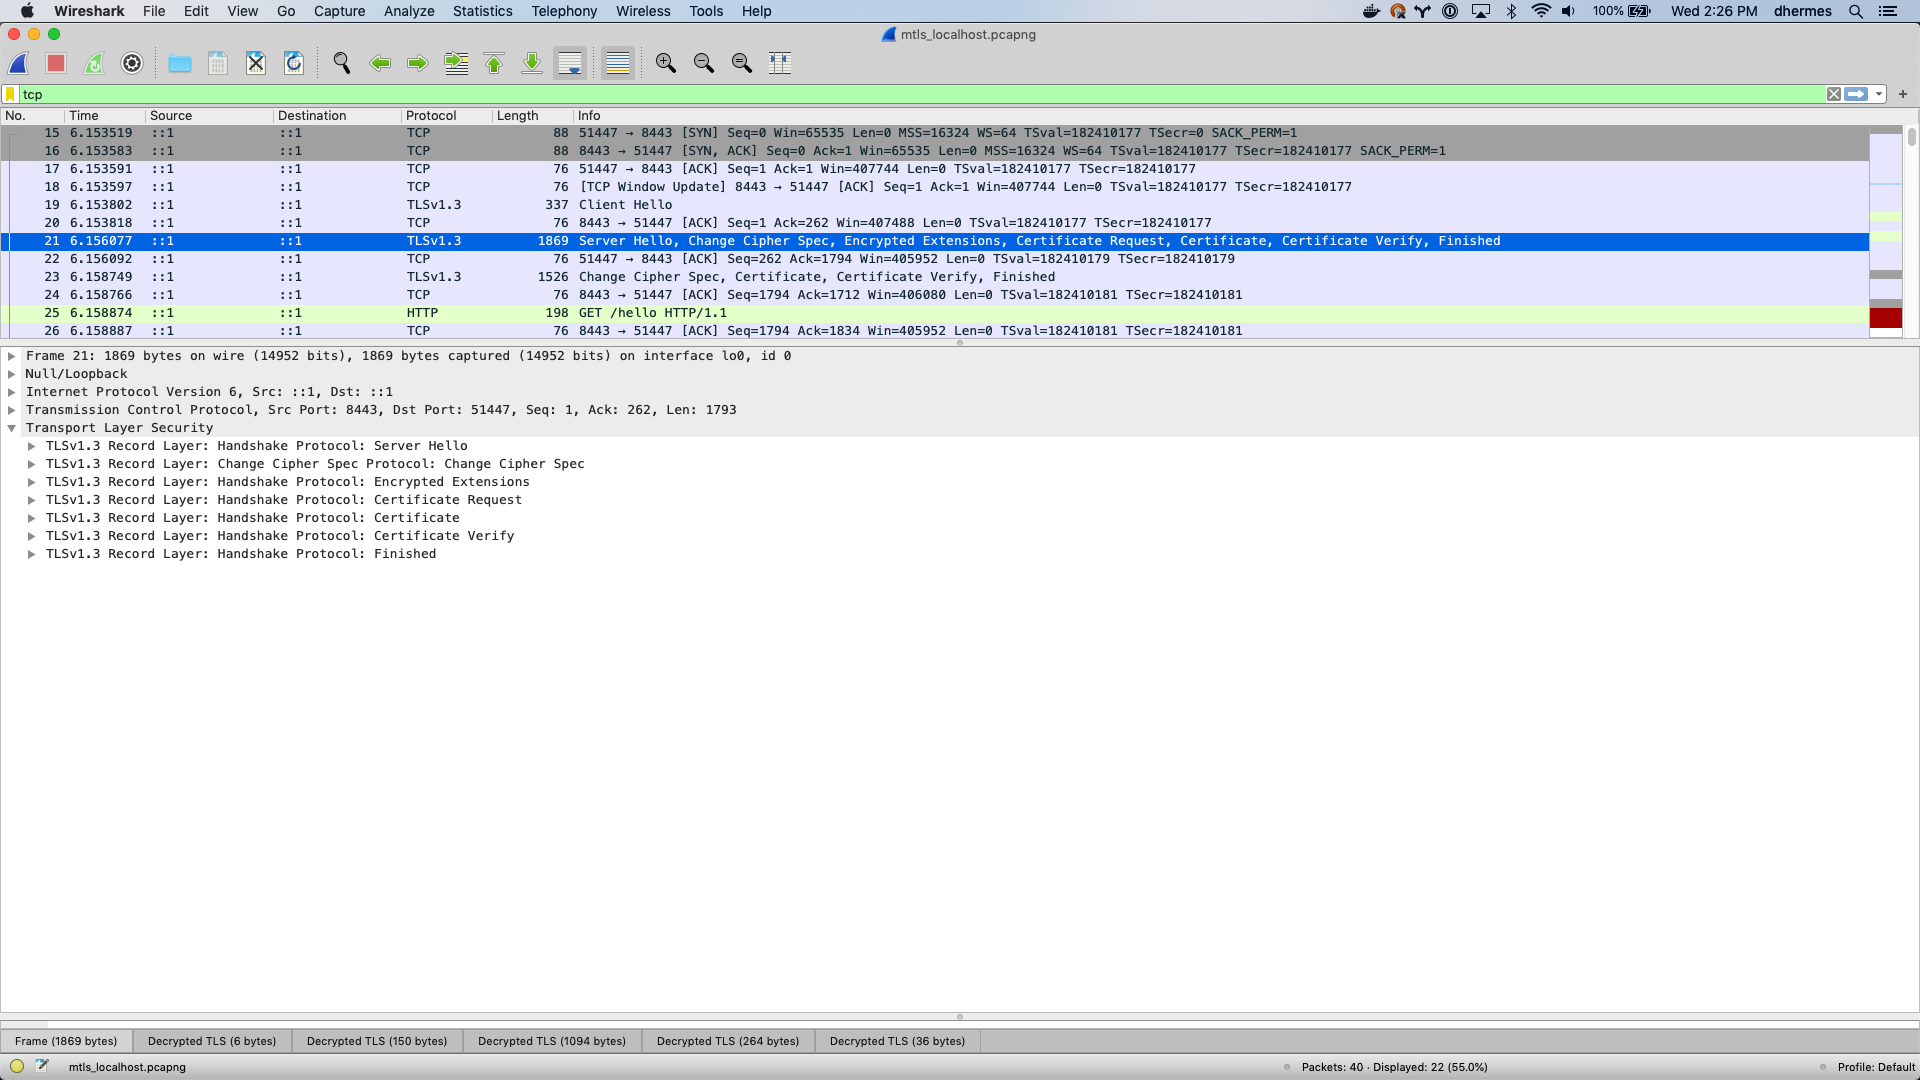 Wireshark File Edit View Go Capture Analyze Statistics Telephony Wireless Tools Help 100% Wed 2:26 PM dhermes
mtls_localhost.pcapng
tcp
No. Time Source Destination Protocol Length Info
15 6.153519 ::1 ::1 TCP 88 51447 → 8443 [SYN] Seq=0 Win=65535 Len=0 MSS=16324 WS=64 TSval=182410177 TSecr=0 SACK_PERM=1
16 6.153583 ::1 ::1 TCP 88 8443 → 51447 [SYN, ACK] Seq=0 Ack=1 Win=65535 Len=0 MSS=16324 WS=64 TSval=182410177 TSecr=182410177 SACK_PERM=1
17 6.153591 ::1 ::1 TCP 76 51447 → 8443 [ACK] Seq=1 Ack=1 Win=407744 Len=0 TSval=182410177 TSecr=182410177
18 6.153597 ::1 ::1 TCP 76 [TCP Window Update] 8443 → 51447 [ACK] Seq=1 Ack=1 Win=407744 Len=0 TSval=182410177 TSecr=182410177
19 6.153802 ::1 ::1 TLSv1.3 337 Client Hello
20 6.153818 ::1 ::1 TCP 76 8443 → 51447 [ACK] Seq=1 Ack=262 Win=407488 Len=0 TSval=182410177 TSecr=182410177
21 6.156077 ::1 ::1 TLSv1.3 1869 Server Hello, Change Cipher Spec, Encrypted Extensions, Certificate Request, Certificate, Certificate Verify, Finished
22 6.156092 ::1 ::1 TCP 76 51447 → 8443 [ACK] Seq=262 Ack=1794 Win=405952 Len=0 TSval=182410179 TSecr=182410179
23 6.158749 ::1 ::1 TLSv1.3 1526 Change Cipher Spec, Certificate, Certificate Verify, Finished
24 6.158766 ::1 ::1 TCP 76 8443 → 51447 [ACK] Seq=1794 Ack=1712 Win=406080 Len=0 TSval=182410181 TSecr=182410181
25 6.158874 ::1 ::1 HTTP 198 GET /hello HTTP/1.1
26 6.158887 ::1 ::1 TCP 76 8443 → 51447 [ACK] Seq=1794 Ack=1834 Win=405952 Len=0 TSval=182410181 TSecr=182410181
Frame 21: 1869 bytes on wire (14952 bits), 1869 bytes captured (14952 bits) on interface lo0, id 0
Null/Loopback
Internet Protocol Version 6, Src: ::1, Dst: ::1
Transmission Control Protocol, Src Port: 8443, Dst Port: 51447, Seq: 1, Ack: 262, Len: 1793
Transport Layer Security
TLSv1.3 Record Layer: Handshake Protocol: Server Hello
TLSv1.3 Record Layer: Change Cipher Spec Protocol: Change Cipher Spec
TLSv1.3 Record Layer: Handshake Protocol: Encrypted Extensions
TLSv1.3 Record Layer: Handshake Protocol: Certificate Request
TLSv1.3 Record Layer: Handshake Protocol: Certificate
TLSv1.3 Record Layer: Handshake Protocol: Certificate Verify
TLSv1.3 Record Layer: Handshake Protocol: Finished
Frame (1869 bytes) Decrypted TLS (6 bytes) Decrypted TLS (150 bytes) Decrypted TLS (1094 bytes) Decrypted TLS (264 bytes) Decrypted TLS (36 bytes)
mtls_localhost.pcapng Packets: 40 · Displayed: 22 (55.0%) Profile: Default